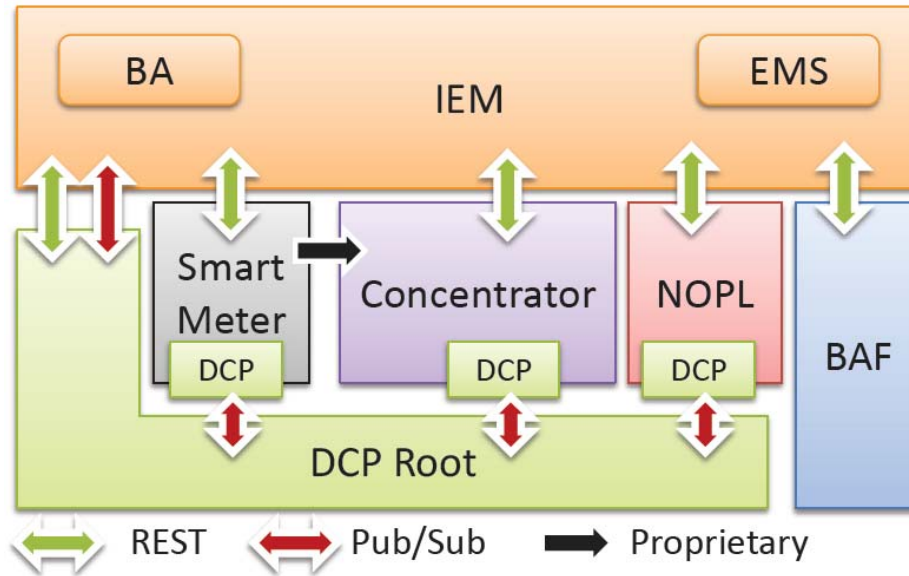 BA
IEM
EMS
Smart
Meter
Concentrator
NOPL
BAF
DCP
DCP
DCP
DCP Root
REST
Pub/Sub
Proprietary